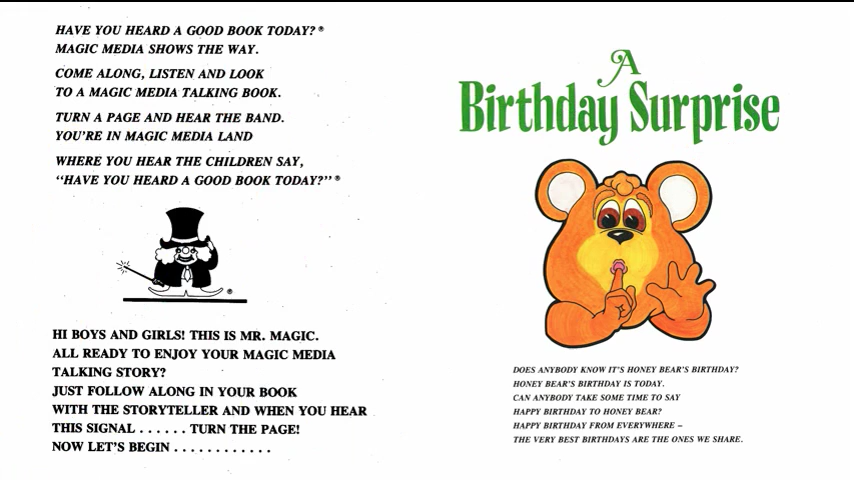 HAVE YOU HEARD A GOOD BOOK TODAY?®
MAGIC MEDIA SHOWS THE WAY.
COME ALONG, LISTEN AND LOOK
TO A MAGIC MEDIA TALKING BOOK.
TURN A PAGE AND HEAR THE BAND.
YOU'RE IN MAGIC MEDIA LAND
WHERE YOU HEAR THE CHILDREN SAY,
“HAVE YOU HEARD A GOOD BOOK TODAY?”®
®
HI BOYS AND GIRLS! THIS IS MR. MAGIC.
ALL READY TO ENJOY YOUR MAGIC MEDIA
TALKING STORY?
JUST FOLLOW ALONG IN YOUR BOOK
WITH THE STORYTELLER AND WHEN YOU HEAR
THIS SIGNAL . . . . . . TURN THE PAGE!
NOW LET'S BEGIN . . . . . . . . . . . .
A
Birthday Surprise
DOES ANYBODY KNOW IT'S HONEY BEAR'S BIRTHDAY?
HONEY BEAR'S BIRTHDAY IS TODAY.
CAN ANYBODY TAKE SOME TIME TO SAY
HAPPY BIRTHDAY TO HONEY BEAR?
HAPPY BIRTHDAY FROM EVERYWHERE –
THE VERY BEST BIRTHDAYS ARE THE ONES WE SHARE.